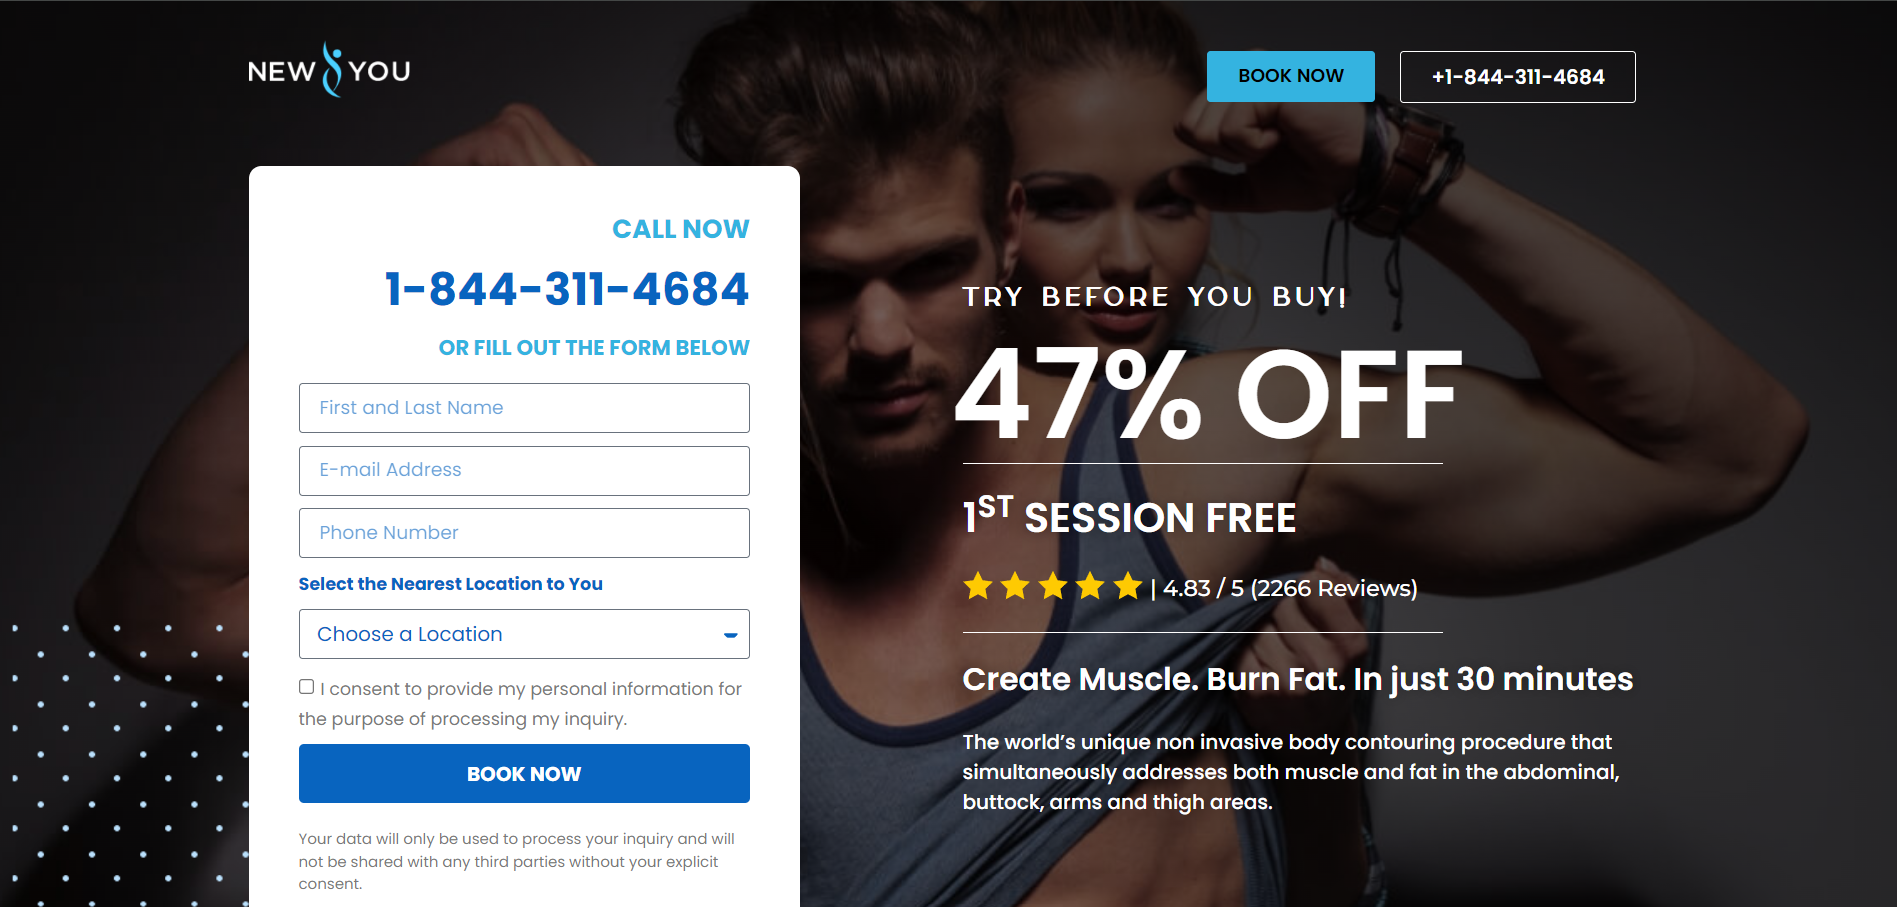 NEW YOU
BOOK NOW
+1-844-311-4684
CALL NOW
1-844-311-4684
OR FILL OUT THE FORM BELOW
First and Last Name
E-mail Address
Phone Number
Select the Nearest Location to You
Choose a Location
I consent to provide my personal information for
the purpose of processing my inquiry.
BOOK NOW
Your data will only be used to process your inquiry and will
not be shared with any third parties without your explicit
consent.
TRY BEFORE YOU BUY!
47% OFF
1ST SESSION FREE
| 4.83 / 5 (2266 Reviews)
Create Muscle. Burn Fat. In just 30 minutes
The world’s unique non invasive body contouring procedure that
simultaneously addresses both muscle and fat in the abdominal,
buttock, arms and thigh areas.